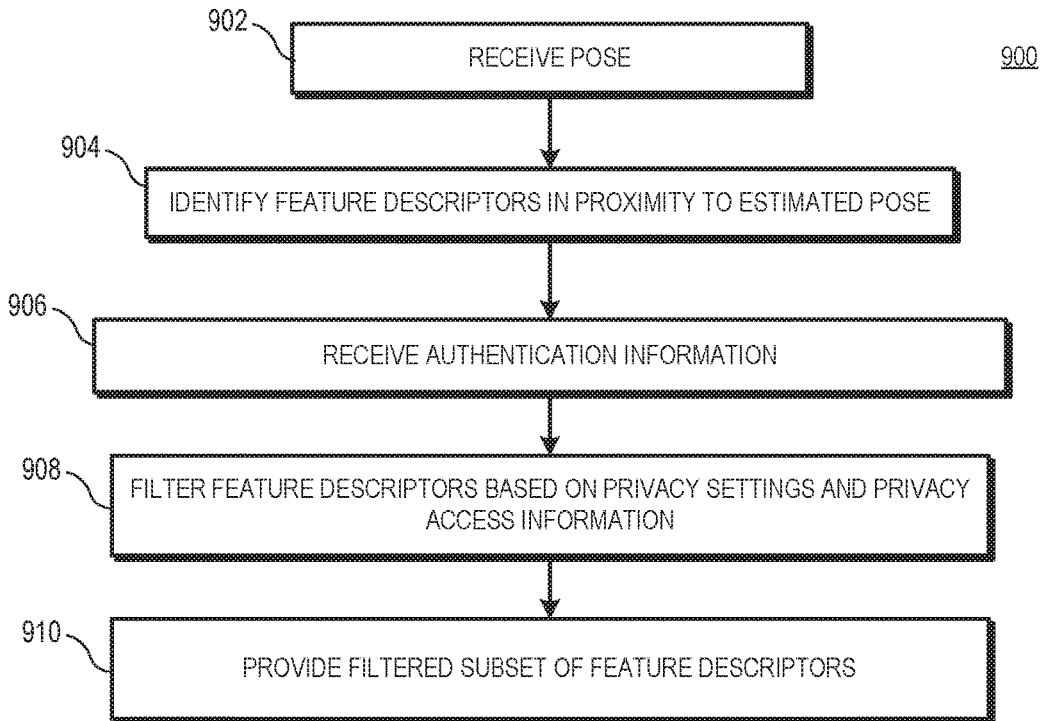 902
RECEIVE POSE
900
904
IDENTIFY FEATURE DESCRIPTORS IN PROXIMITY TO ESTIMATED POSE
906
RECEIVE AUTHENTICATION INFORMATION
908
FILTER FEATURE DESCRIPTORS BASED ON PRIVACY SETTINGS AND PRIVACY
ACCESS INFORMATION
910
PROVIDE FILTERED SUBSET OF FEATURE DESCRIPTORS